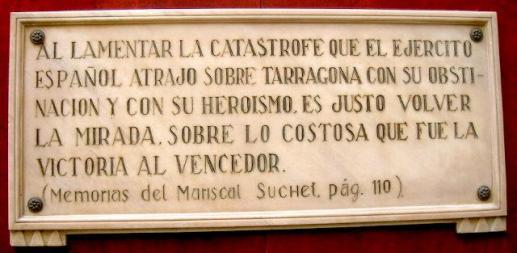 AL LAMENTAR LA CATASTROFE QUE EL EJERCITO
ESPAÑOL ATRAJO SOBRE TARRAGONA CON SU OBSTI-
NACION Y CON SU HEROISMO, ES JUSTO VOLVER
LA MIRADA, SOBRE LO COSTOSA QUE FUE LA
VICTORIA AL VENCEDOR.
(Memorias del Mariscal Suchet, pág. 110)